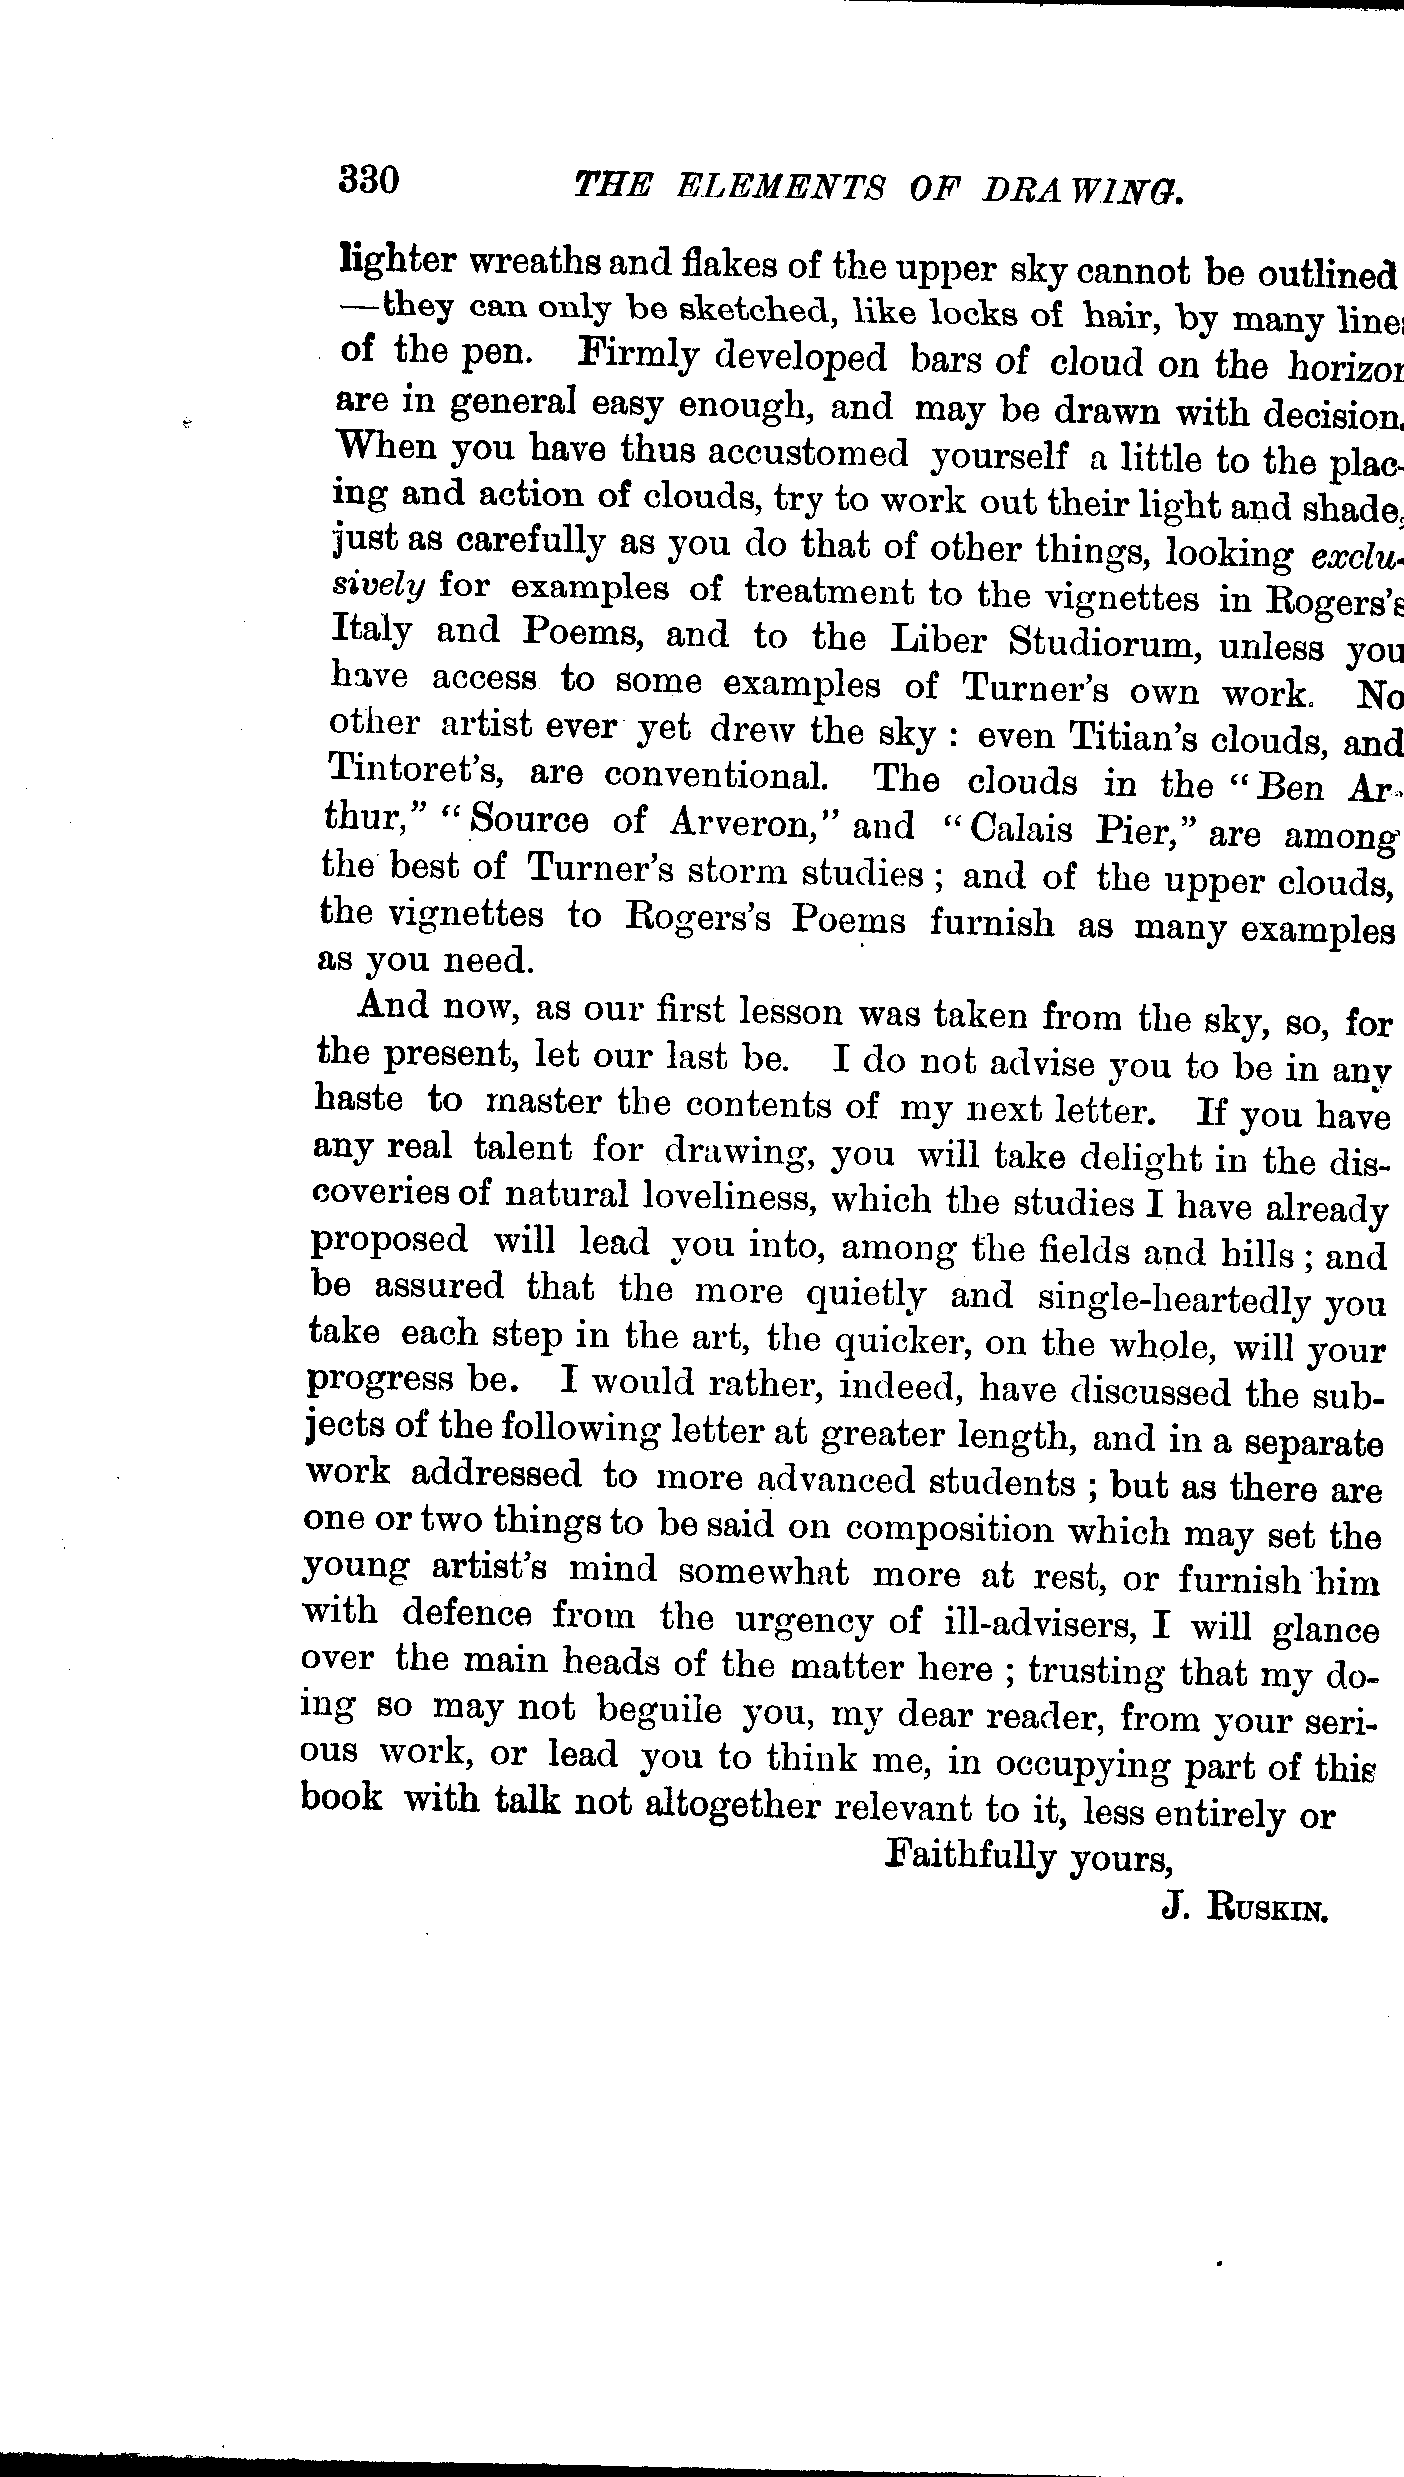 330 THE ELEMENTS OF DRAWING.
lighter wreaths and flakes of the upper sky cannot be outlined
—they can only be sketched, like locks of hair, by many lines
of the pen. Firmly developed bars of cloud on the horizon
are in general easy enough, and may be drawn with decision.
When you have thus accustomed yourself a little to the plac-
ing and action of clouds, try to work out their light and shade,
just as carefully as you do that of other things, looking exclu-
sively for examples of treatment to the vignettes in Rogers's
Italy and Poems, and to the Liber Studiorum, unless you
have access to some examples of Turner's own work. No
other artist ever yet drew the sky : even Titian's clouds, and
Tintoret's, are conventional. The clouds in the “Ben Ar-
thur,” “Source of Arveron,” and “Calais Pier,” are among
the best of Turner's storm studies ; and of the upper clouds,
the vignettes to Rogers's Poems furnish as many examples
as you need.
And now, as our first lesson was taken from the sky, so, for
the present, let our last be. I do not advise you to be in any
haste to master the contents of my next letter. If you have
any real talent for drawing, you will take delight in the dis-
coveries of natural loveliness, which the studies I have already
proposed will lead you into, among the fields and hills ; and
be assured that the more quietly and single-heartedly you
take each step in the art, the quicker, on the whole, will your
progress be. I would rather, indeed, have discussed the sub-
jects of the following letter at greater length, and in a separate
work addressed to more advanced students ; but as there are
one or two things to be said on composition which may set the
young artist's mind somewhat more at rest, or furnish him
with defence from the urgency of ill-advisers, I will glance
over the main heads of the matter here ; trusting that my do-
ing so may not beguile you, my dear reader, from your seri-
ous work, or lead you to think me, in occupying part of this
book with talk not altogether relevant to it, less entirely or
Faithfully yours,
J. RUSKIN.